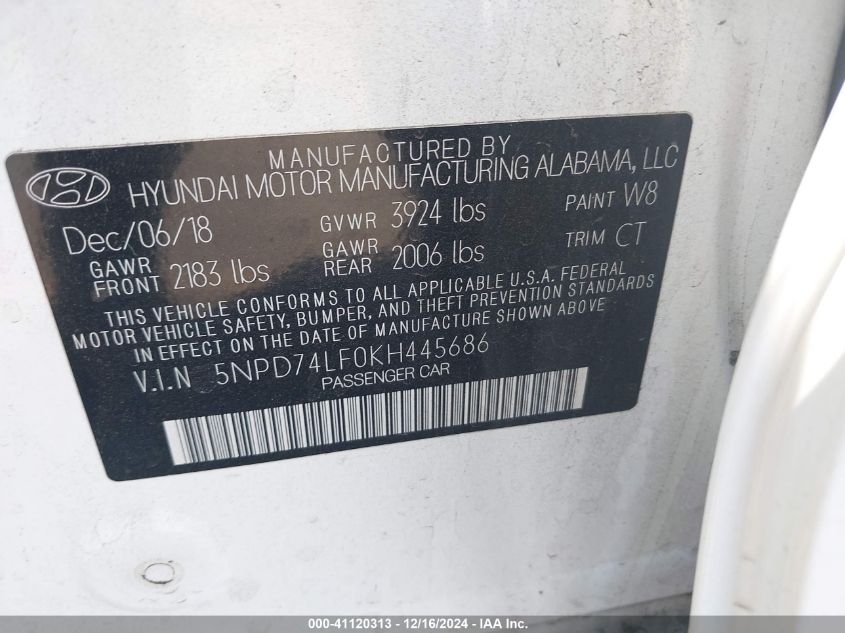 MANUFACTURED BY
HYUNDAI MOTOR MANUFACTURING ALABAMA, LLC
Dec/06/18 GVWR 3924 lbs PAINT W8
GAWR FRONT 2183 lbs GAWR REAR 2006 lbs TRIM CT
THIS VEHICLE CONFORMS TO ALL APPLICABLE U.S.A. FEDERAL
MOTOR VEHICLE SAFETY, BUMPER, AND THEFT PREVENTION STANDARDS
IN EFFECT ON THE DATE OF MANUFACTURE SHOWN ABOVE
V.I.N 5NPD74LF0KH445686
PASSENGER CAR
000-41120313 - 12/16/2024 - IAA Inc.